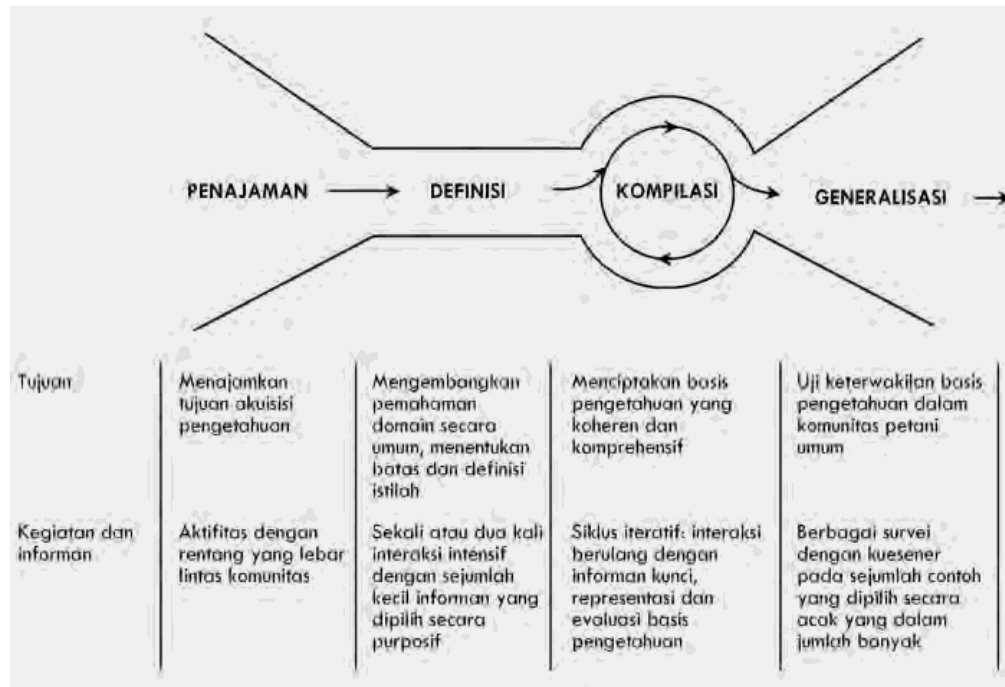 PENAJAMAN
DEFINISI
KOMPILASI
GENERALISASI
Tujuan
Menajamkan
tujuan akuisisi
pengetahuan
Mengembangkan
pemahaman
domain secara
umum, menentukan
batas dan definisi
istilah
Menciptakan basis
pengetahuan yang
koheren dan
komprehensif
Uji keterwakilan basis
pengetahuan dalam
komunitas petani
umum
Kegiatan dan
informan
Aktifitas dengan
rentang yang lebar
lintas komunitas
Sekali atau dua kali
interaksi intensif
dengan sejumlah
kecil informan yang
dipilih secara
purposif
Siklus iteratif: interaksi
berulang dengan
informan kunci,
representasi dan
evaluasi basis
pengetahuan
Berbagai survei
dengan kuesener
pada sejumlah contoh
yang dipilih secara
acak yang dalam
jumlah banyak